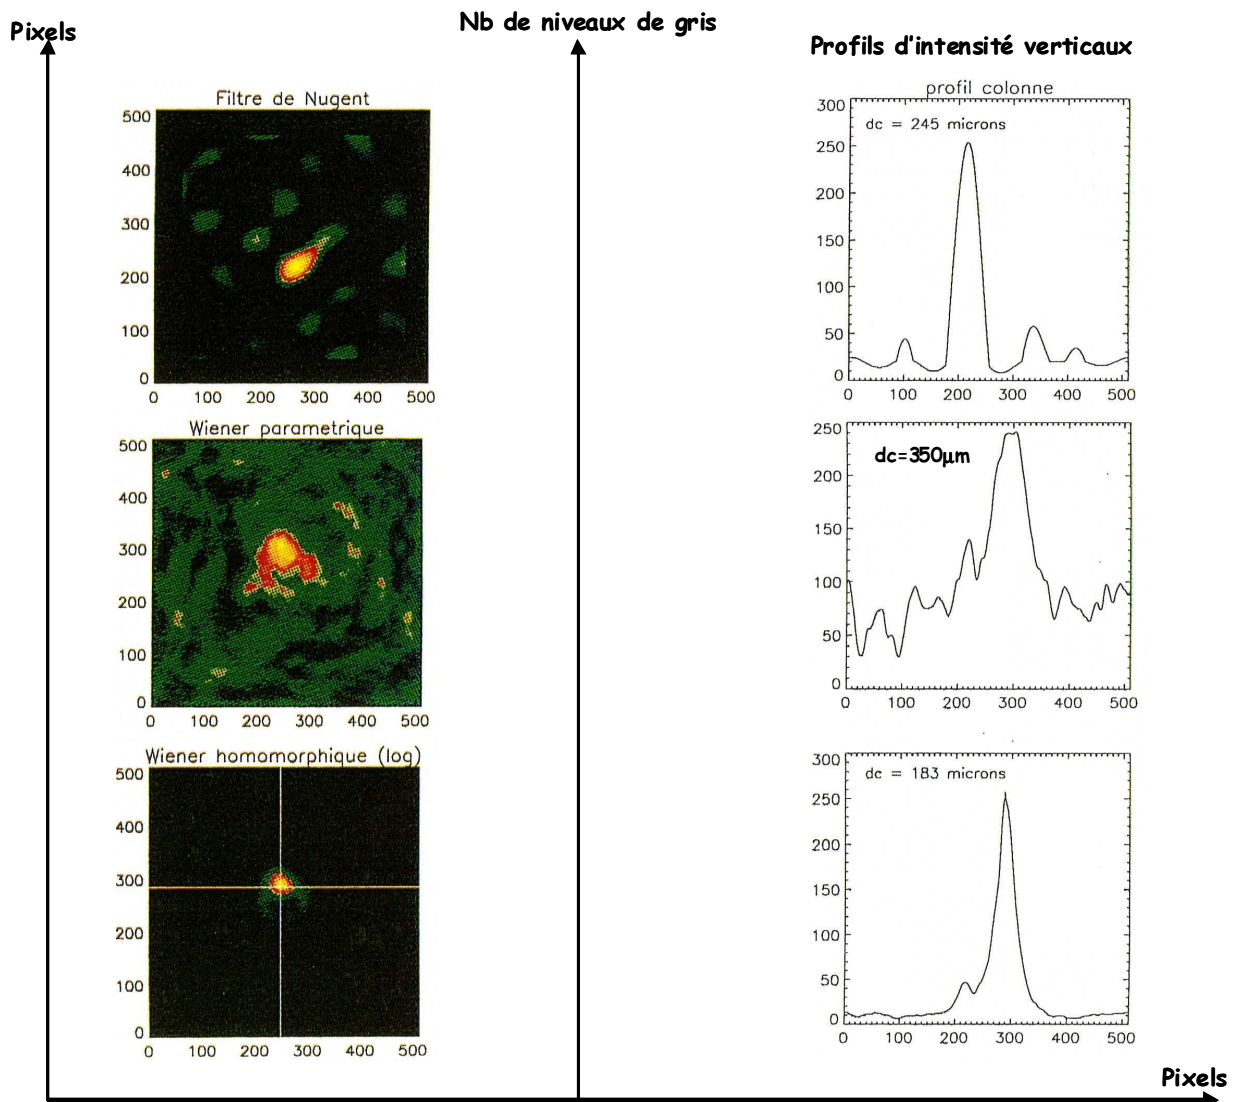 Pixels
Nb de niveaux de gris
Profils d'intensité verticaux
Filtre de Nugent
500
400
300
200
100
0
0 100 200 300 400 500
profil colonne
dc = 245 microns
300
250
200
150
100
50
0
0 100 200 300 400 500
Wiener parametrique
500
400
300
200
100
0
0 100 200 300 400 500
dc=350µm
250
200
150
100
50
0
0 100 200 300 400 500
Wiener homomorphique (log)
500
400
300
200
100
0
0 100 200 300 400 500
dc = 183 microns
300
250
200
150
100
50
0
0 100 200 300 400 500
Pixels